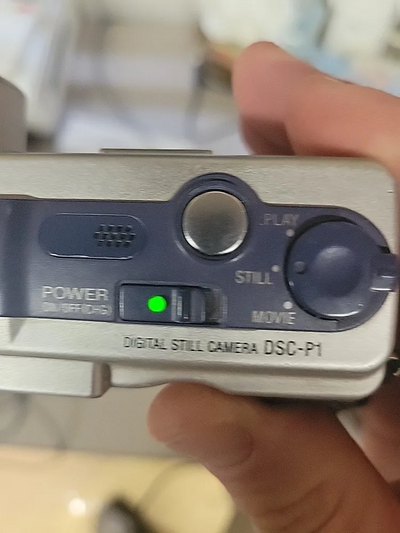 PLAY
STILL
POWER
ON/OFF(CHG)
MOVIE
DIGITAL STILL CAMERA DSC-P1